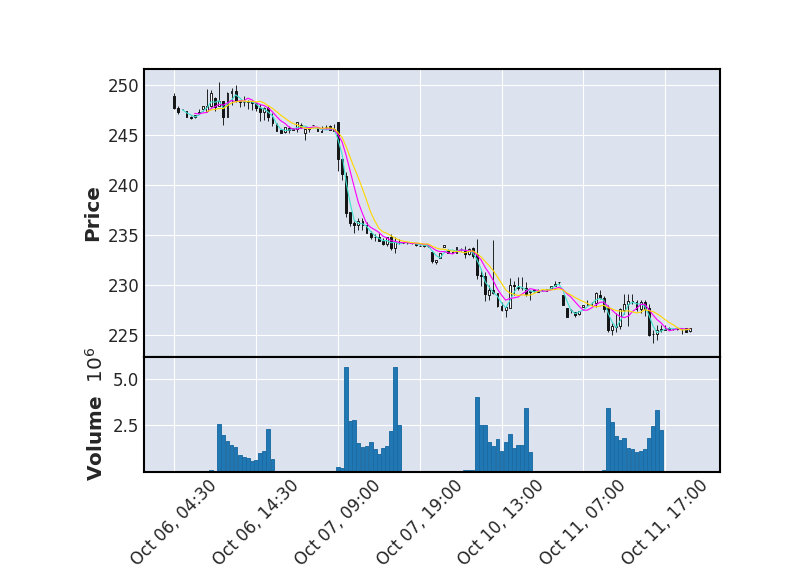 250
245
240
235
230
225
Price
5.0
2.5
Volume 10^6
Oct 06, 04:30
Oct 06, 14:30
Oct 07, 09:00
Oct 07, 19:00
Oct 10, 13:00
Oct 11, 07:00
Oct 11, 17:00